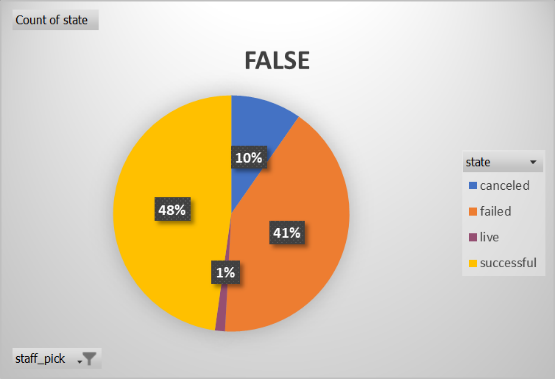 Count of state
FALSE
10%
41%
1%
48%
state
canceled
failed
live
successful
staff_pick